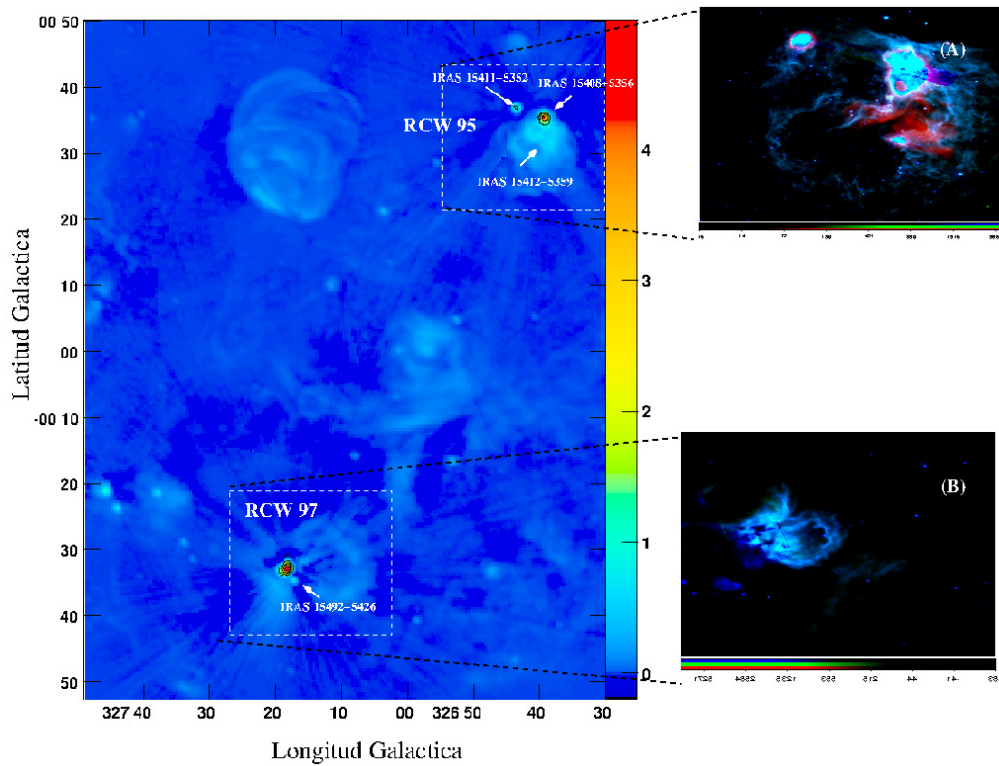 00 50
40
30
20
10
00
-00 10
20
30
40
50
Latitud Galactica
IRAS 15411-5352
IRAS 15408-5356
RCW 95
IRAS 15412-5359
RCW 97
IRAS 15492-5426
327 40
30
20
10
00
326 50
40
30
Longitud Galactica
4
3
2
1
0
(A)
(B)